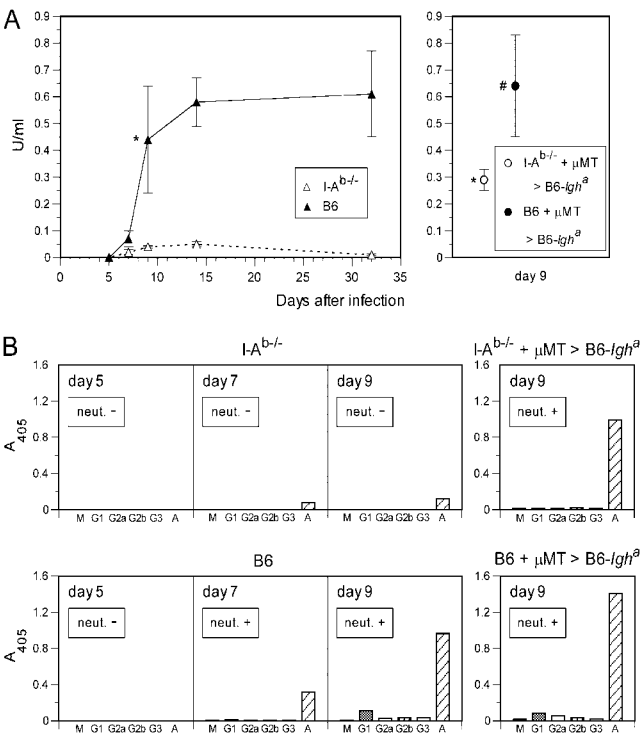 A
0.9
0.8
0.7
0.6
0.5
0.4
0.3
0.2
0.1
0
U/ml
*
I-Ab-/-
B6
0 5 10 15 20 25 30 35
Days after infection
0.9
0.8
0.7
0.6
0.5
0.4
0.3
0.2
0.1
0
#
*
I-Ab-/- + μMT
> B6-Igha
B6 + μMT
> B6-Igha
day 9
B
I-Ab-/-
I-Ab-/- + μMT > B6-Igha
1.6
1.2
0.8
0.4
0
A405
day 5
neut. -
M G1 G2a G2b G3 A
day 7
neut. -
M G1 G2a G2b G3 A
day 9
neut. -
M G1 G2a G2b G3 A
1.6
1.2
0.8
0.4
0
day 9
neut. +
M G1 G2a G2b G3 A
B6
B6 + μMT > B6-Igha
1.6
1.2
0.8
0.4
0
A405
day 5
neut. -
M G1 G2a G2b G3 A
day 7
neut. +
M G1 G2a G2b G3 A
day 9
neut. +
M G1 G2a G2b G3 A
1.6
1.2
0.8
0.4
0
day 9
neut. +
M G1 G2a G2b G3 A